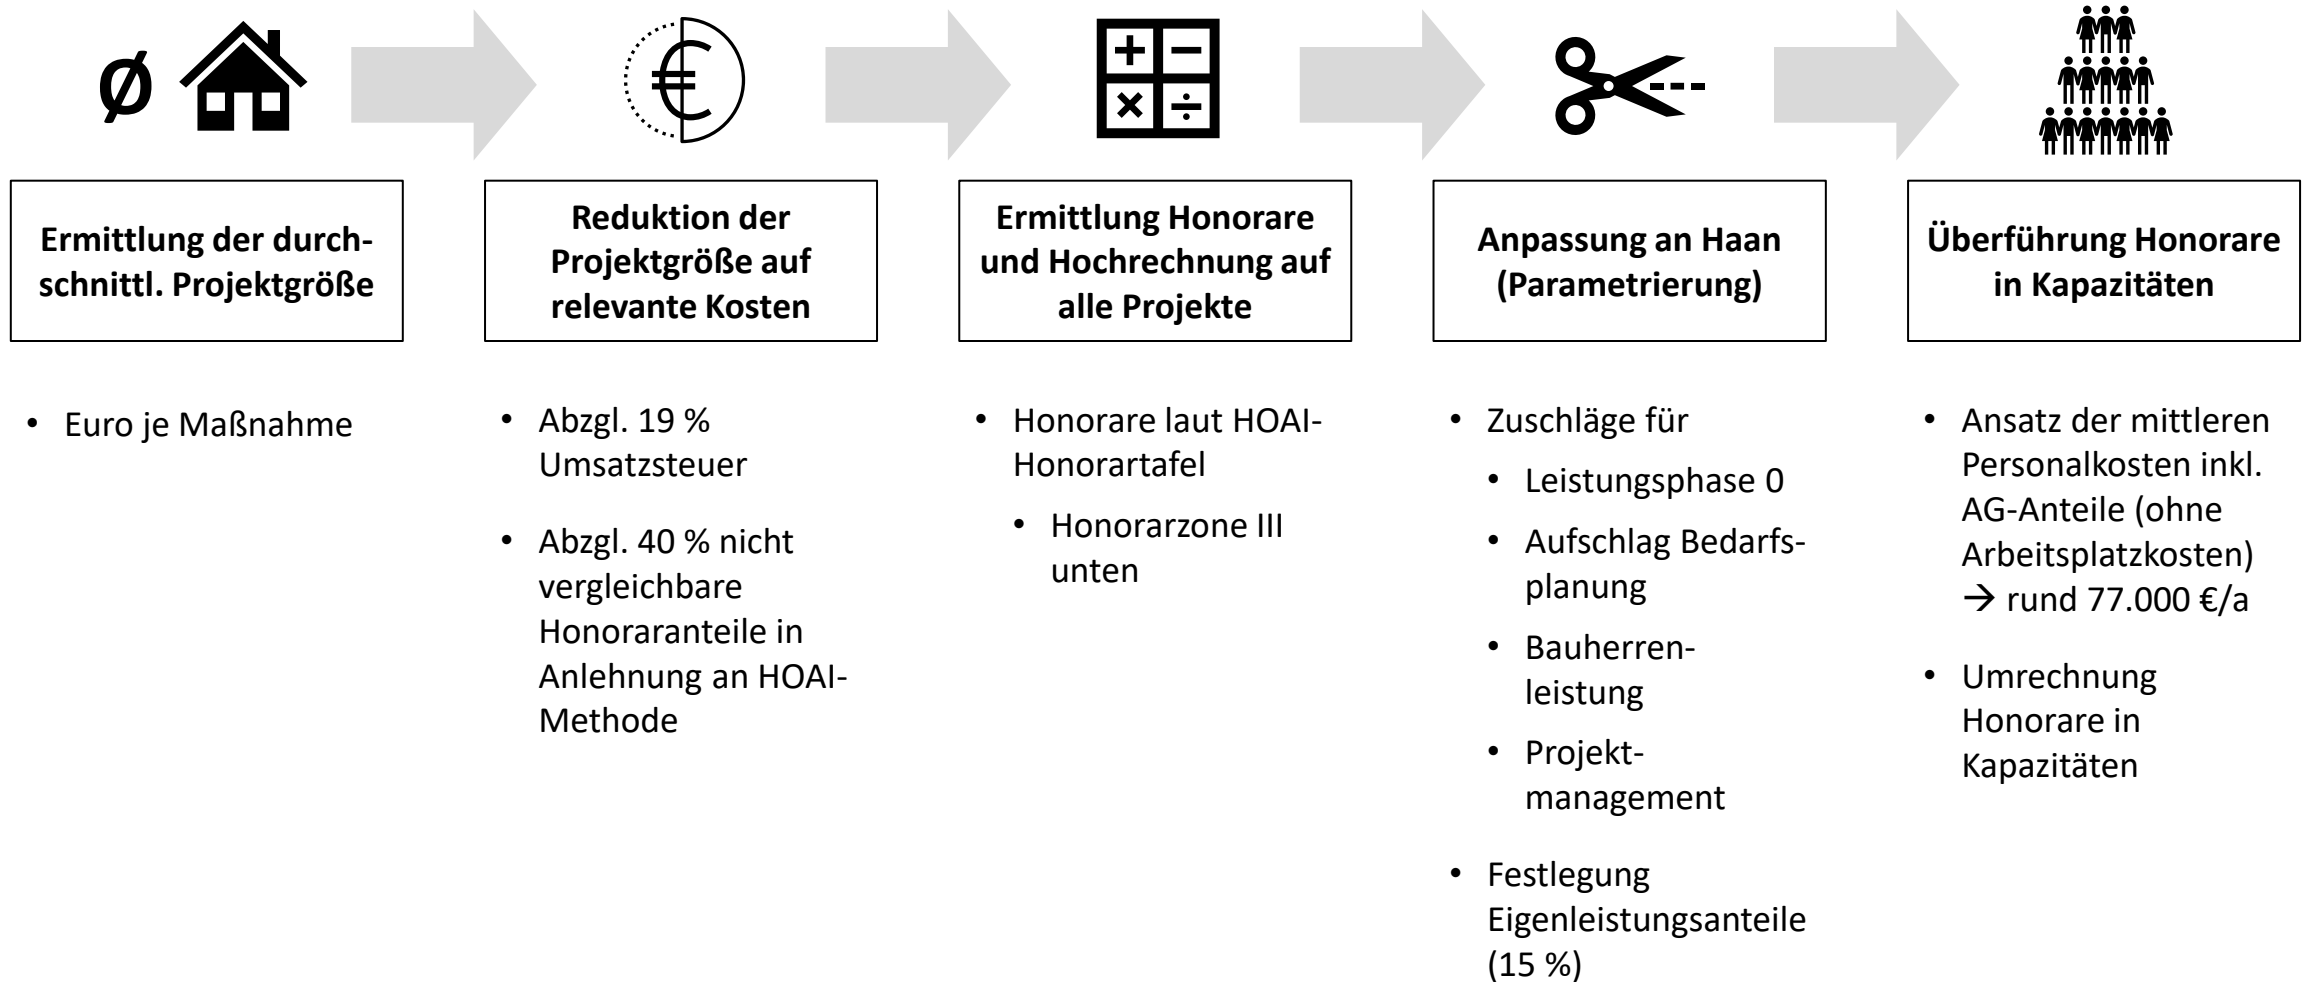 Ø
Ermittlung der durch-
schnittl. Projektgröße
• Euro je Maßnahme
€
Reduktion der
Projektgröße auf
relevante Kosten
• Abzgl. 19 %
Umsatzsteuer
• Abzgl. 40 % nicht
vergleichbare
Honoraranteile in
Anlehnung an HOAI-
Methode
+ −
× ÷
Ermittlung Honorare
und Hochrechnung auf
alle Projekte
• Honorare laut HOAI-
Honorartafel
• Honorarzone III
unten
Anpassung an Haan
(Parametrierung)
• Zuschläge für
• Leistungsphase 0
• Aufschlag Bedarfs-
planung
• Bauherren-
leistung
• Projekt-
management
• Festlegung
Eigenleistungsanteile
(15 %)
Überführung Honorare
in Kapazitäten
• Ansatz der mittleren
Personalkosten inkl.
AG-Anteile (ohne
Arbeitsplatzkosten)
→ rund 77.000 €/a
• Umrechnung
Honorare in
Kapazitäten